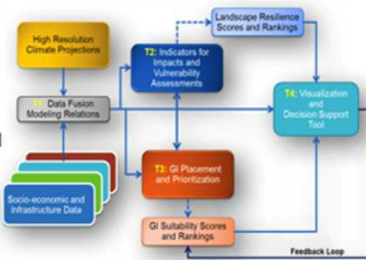 High Resolution
Climate Projections
T1: Data Fusion
Modeling Relations
Socio-economic and
Infrastructure Data
T2: Indicators for
Impacts and
Vulnerability
Assessments
Landscape Resilience
Scores and Rankings
T3: GI Placement
and Prioritization
GI Suitability Scores
and Rankings
T4: Visualization
and
Decision Support
Tool
Feedback Loop